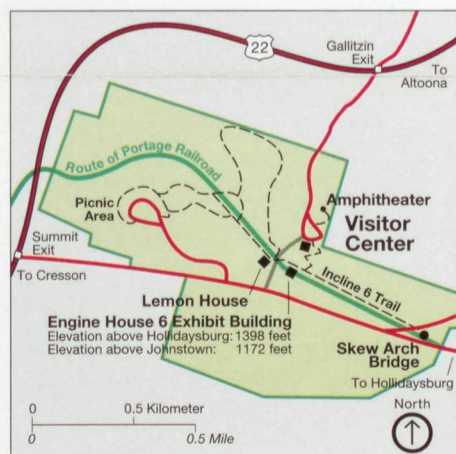 22
Gallitzin
Exit
To
Altoona
Route of Portage Railroad
Picnic
Area
Amphitheater
Visitor
Center
Summit
Exit
To Cresson
Incline 6 Trail
Lemon House
Engine House 6 Exhibit Building
Elevation above Hollidaysburg: 1398 feet
Elevation above Johnstown: 1172 feet
Skew Arch
Bridge
To Hollidaysburg
North
0 0.5 Kilometer
0 0.5 Mile